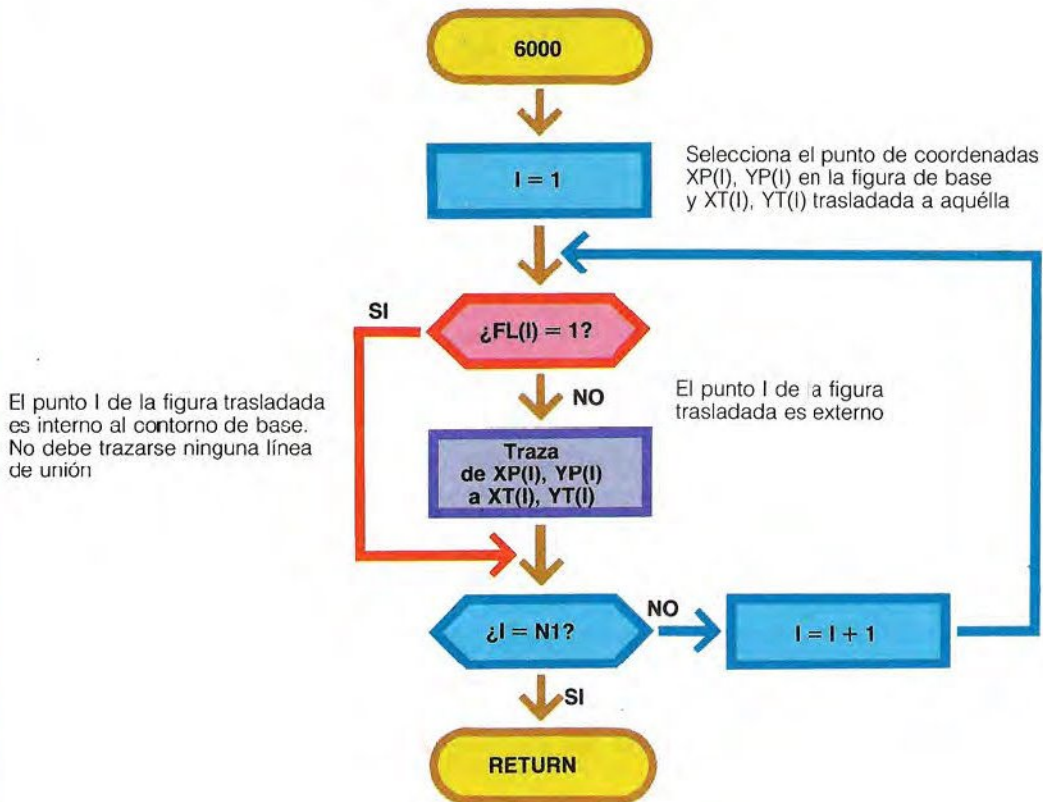 6000
I = 1
Selecciona el punto de coordenadas
XP(I), YP(I) en la figura de base
y XT(I), YT(I) trasladada a aquélla
SI
¿FL(I) = 1?
NO
El punto I de la figura
trasladada es externo
El punto I de la figura trasladada
es interno al contorno de base.
No debe trazarse ninguna línea
de unión
Traza
de XP(I), YP(I)
a XT(I), YT(I)
¿I = N1?
NO
I = I + 1
SI
RETURN